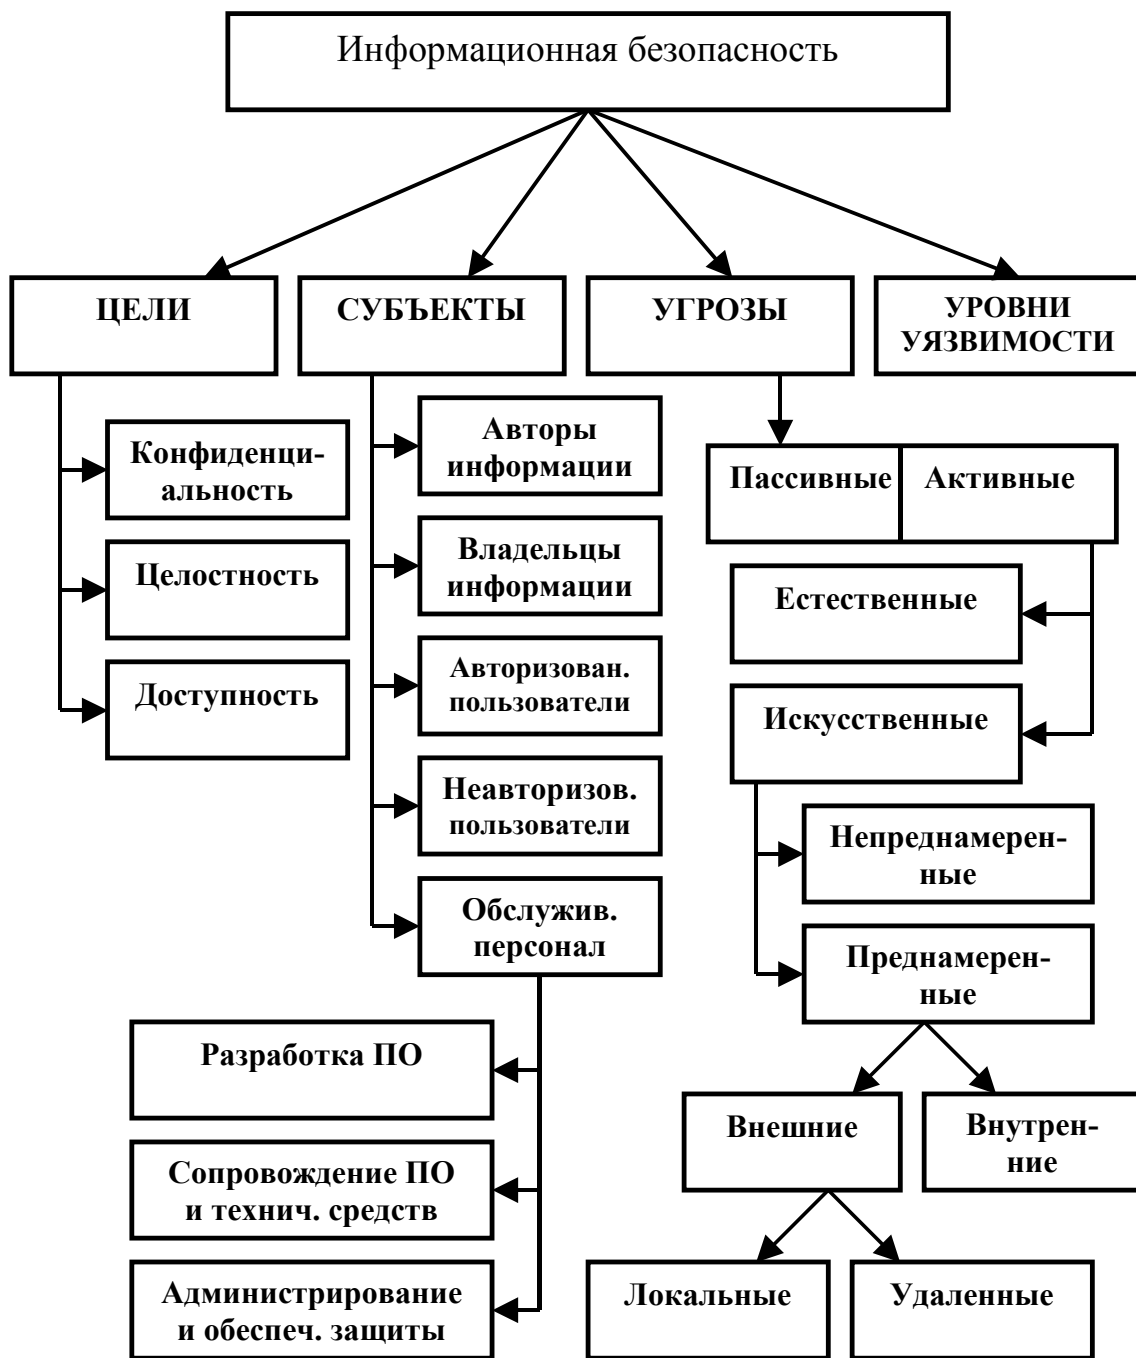 Информационная безопасность
ЦЕЛИ
СУБЪЕКТЫ
УГРОЗЫ
УРОВНИ
УЯЗВИМОСТИ
Конфиденци-
альность
Целостность
Доступность
Авторы
информации
Владельцы
информации
Авторизован.
пользователи
Неавторизов.
пользователи
Обслужив.
персонал
Разработка ПО
Сопровождение ПО
и технич. средств
Администрирование
и обеспеч. защиты
Пассивные
Активные
Естественные
Искусственные
Непреднамерен-
ные
Преднамерен-
ные
Внешние
Внутрен-
ние
Локальные
Удаленные